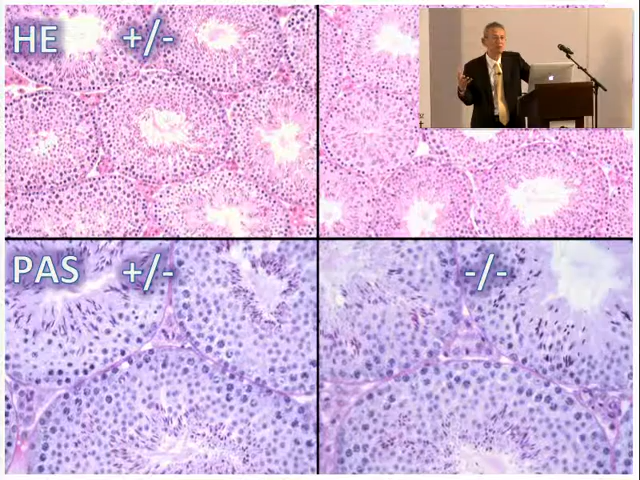 HE +/-
PAS +/- -/-